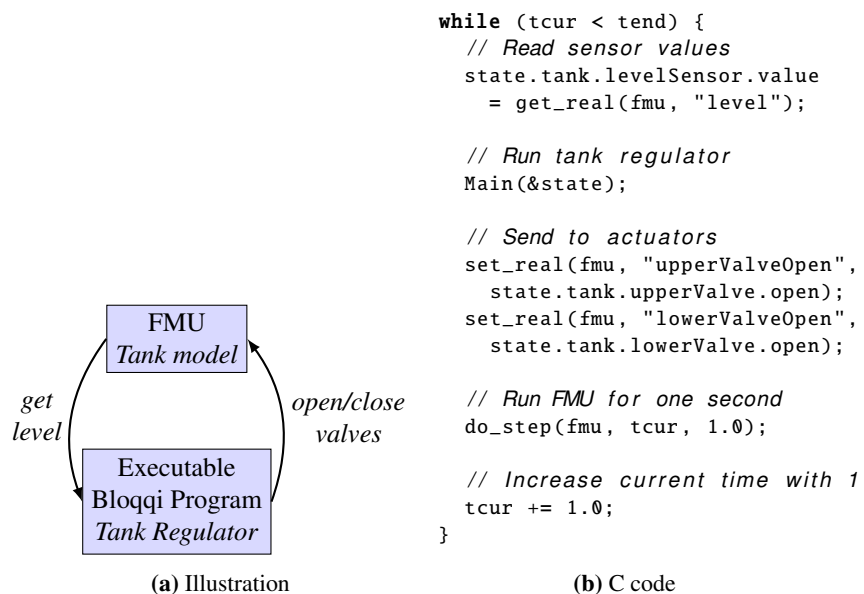 FMU
Tank model
get
level
open/close
valves
Executable
Bloqqi Program
Tank Regulator
(a) Illustration
while (tcur < tend) {
// Read sensor values
state.tank.levelSensor.value
= get_real(fmu, "level");
// Run tank regulator
Main(&state);
// Send to actuators
set_real(fmu, "upperValveOpen",
state.tank.upperValve.open);
set_real(fmu, "lowerValveOpen",
state.tank.lowerValve.open);
// Run FMU for one second
do_step(fmu, tcur, 1.0);
// Increase current time with 1
tcur += 1.0;
}
(b) C code